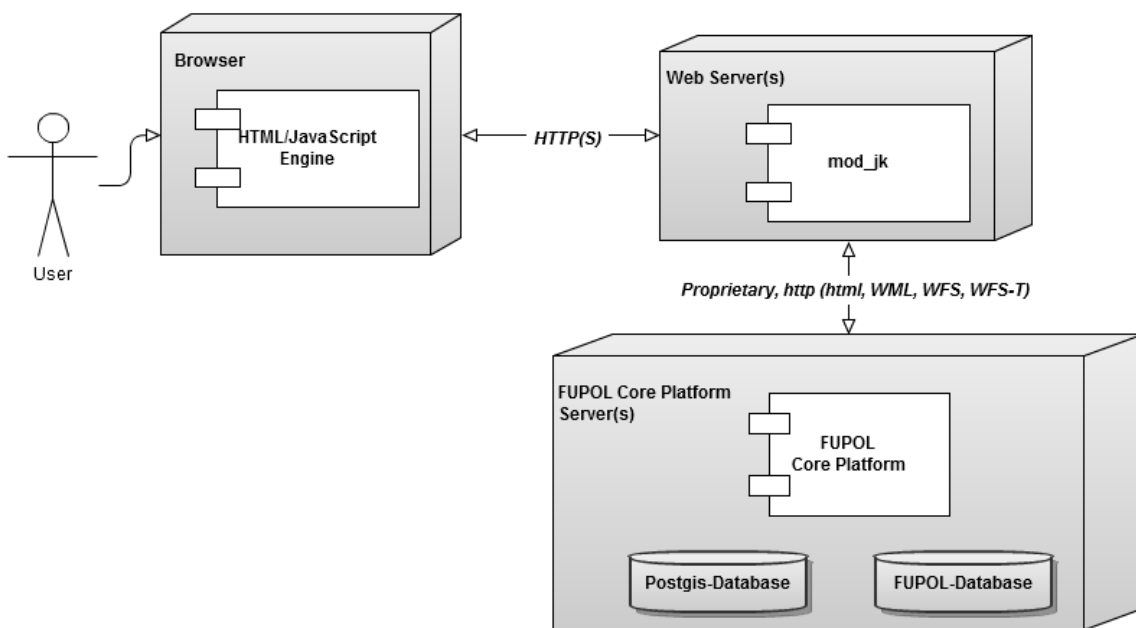 Browser
HTML/JavaScript
Engine
User
HTTP(S)
Web Server(s)
mod_jk
Proprietary, http (html, WML, WFS, WFS-T)
FUPOL Core Platform
Server(s)
FUPOL
Core Platform
Postgis-Database
FUPOL-Database